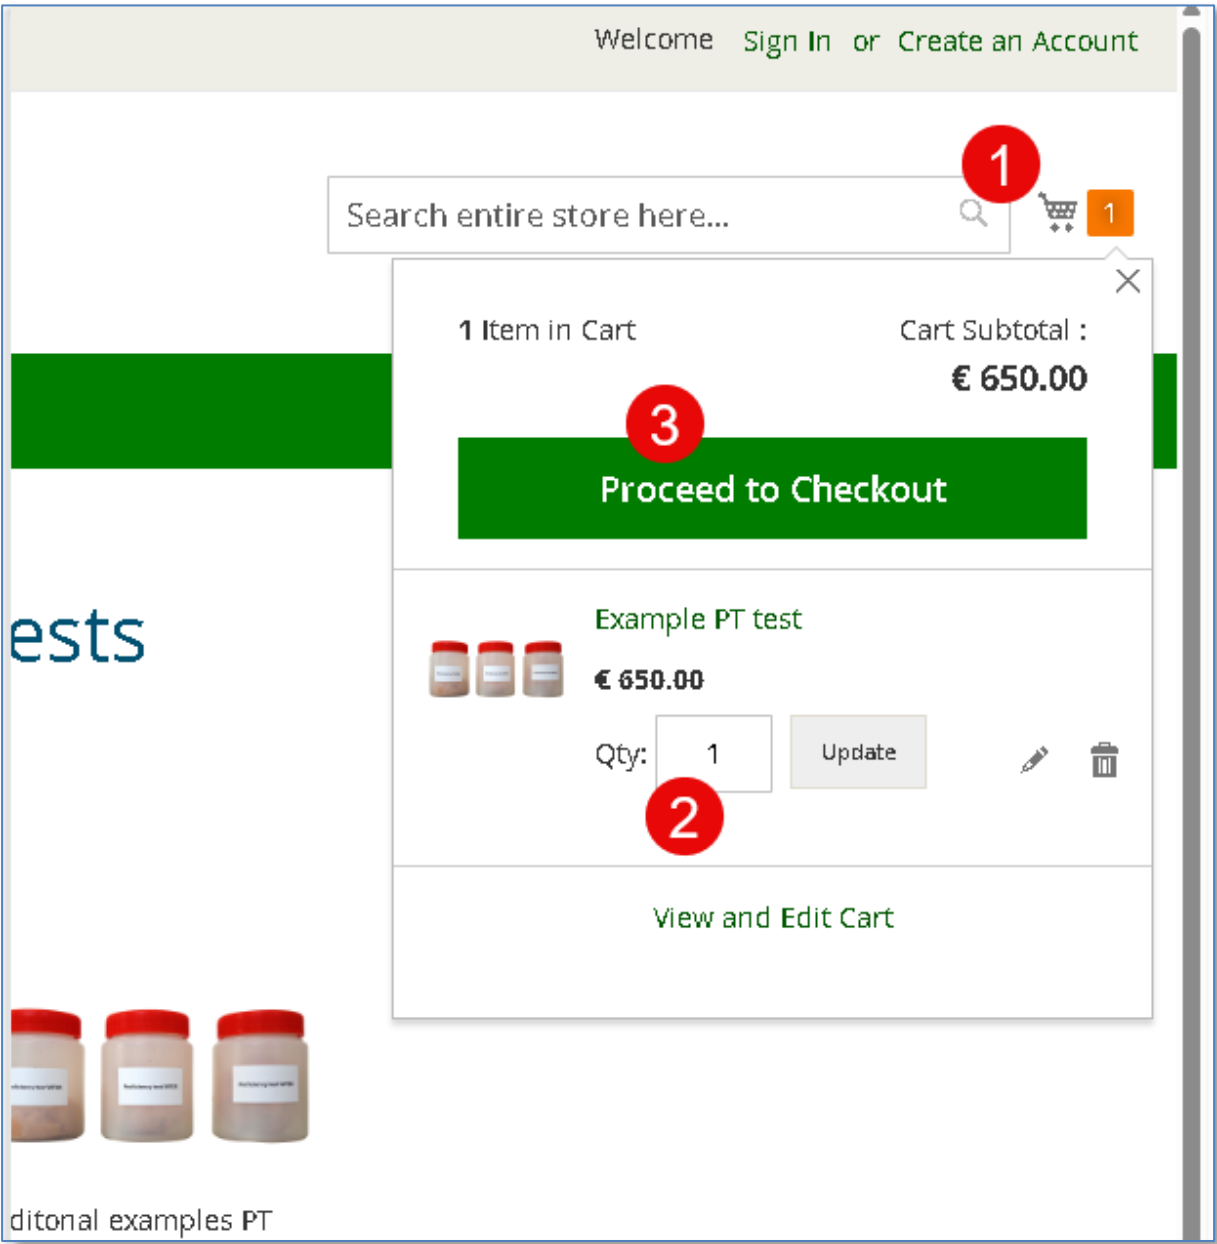 Welcome Sign In or Create an Account
1
Search entire store here...
1
1 Item in Cart
Cart Subtotal :
€ 650.00
3
Proceed to Checkout
ests
Example PT test
€ 650.00
Qty: 1 Update
2
View and Edit Cart
ditonal examples PT